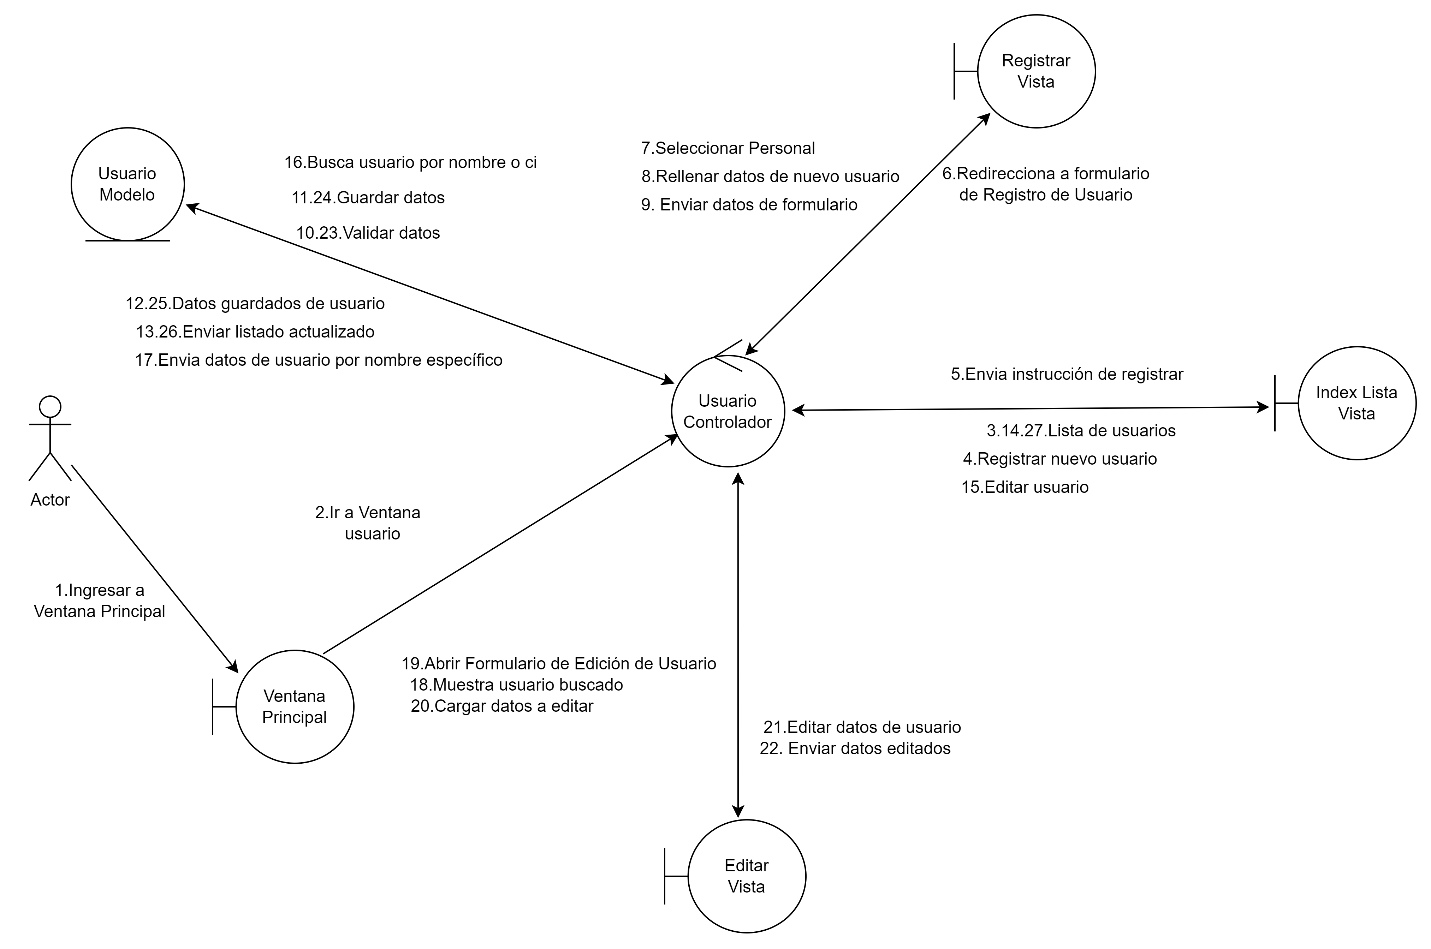 Registrar
Vista
Usuario
Modelo
16.Busca usuario por nombre o ci
11.24.Guardar datos
10.23.Validar datos
7.Seleccionar Personal
8.Rellenar datos de nuevo usuario
9. Enviar datos de formulario
6.Redirecciona a formulario
de Registro de Usuario
12.25.Datos guardados de usuario
13.26.Enviar listado actualizado
17.Envia datos de usuario por nombre específico
Usuario
Controlador
5.Envia instrucción de registrar
Index Lista
Vista
3.14.27.Lista de usuarios
4.Registrar nuevo usuario
15.Editar usuario
Actor
2.Ir a Ventana
usuario
1.Ingresar a
Ventana Principal
Ventana
Principal
19.Abrir Formulario de Edición de Usuario
18.Muestra usuario buscado
20.Cargar datos a editar
21.Editar datos de usuario
22. Enviar datos editados
Editar
Vista